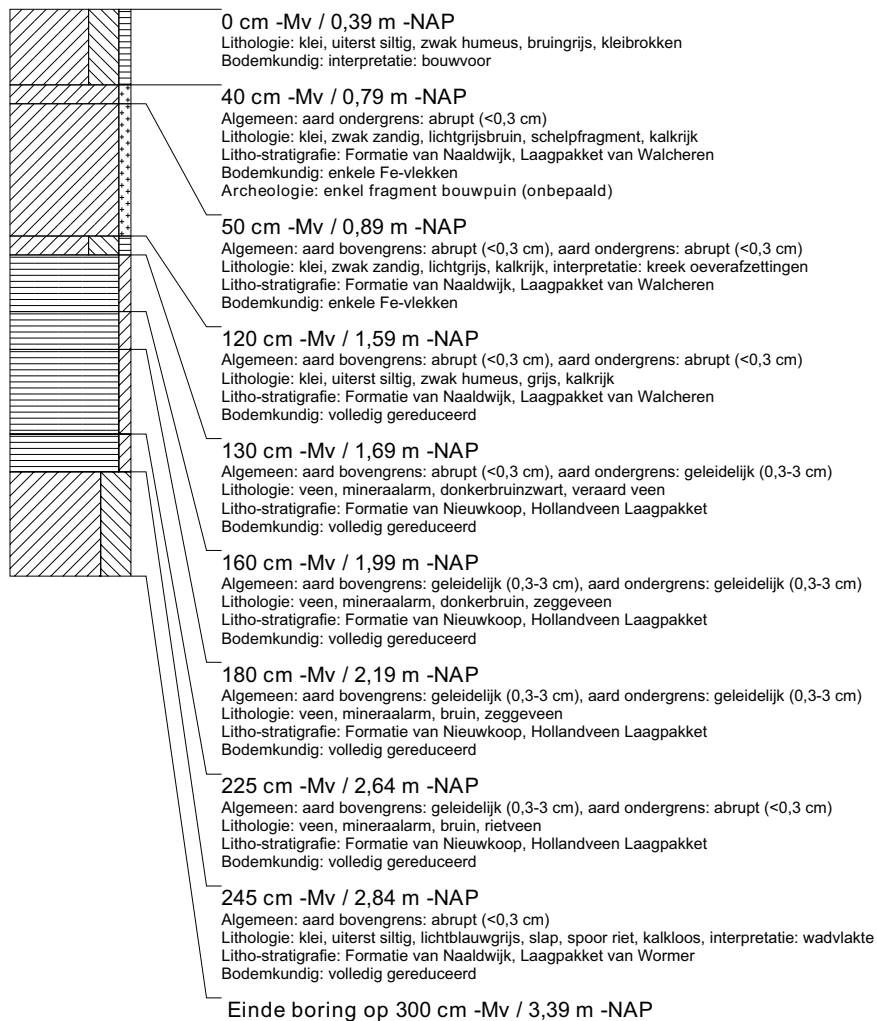 0 cm -Mv / 0,39 m -NAP
Lithologie: klei, uiterst siltig, zwak humeus, bruingrijs, kleibrokken
Bodemkundig: interpretatie: bouwvoor
40 cm -Mv / 0,79 m -NAP
Algemeen: aard ondergrens: abrupt (<0,3 cm)
Lithologie: klei, zwak zandig, lichtgrijsbruin, schelpfragment, kalkrijk
Litho-stratigrafie: Formatie van Naaldwijk, Laagpakket van Walcheren
Bodemkundig: enkele Fe-vlekken
Archeologie: enkel fragment bouwpuin (onbepaald)
50 cm -Mv / 0,89 m -NAP
Algemeen: aard bovengrens: abrupt (<0,3 cm), aard ondergrens: abrupt (<0,3 cm)
Lithologie: klei, zwak zandig, lichtgrijs, kalkrijk, interpretatie: kreek oeverafzettingen
Litho-stratigrafie: Formatie van Naaldwijk, Laagpakket van Walcheren
Bodemkundig: enkele Fe-vlekken
120 cm -Mv / 1,59 m -NAP
Algemeen: aard bovengrens: abrupt (<0,3 cm), aard ondergrens: abrupt (<0,3 cm)
Lithologie: klei, uiterst siltig, zwak humeus, grijs, kalkrijk
Litho-stratigrafie: Formatie van Naaldwijk, Laagpakket van Walcheren
Bodemkundig: volledig gereduceerd
130 cm -Mv / 1,69 m -NAP
Algemeen: aard bovengrens: abrupt (<0,3 cm), aard ondergrens: geleidelijk (0,3-3 cm)
Lithologie: veen, mineraalarm, donkerbruinzwart, veraard veen
Litho-stratigrafie: Formatie van Nieuwkoop, Hollandveen Laagpakket
Bodemkundig: volledig gereduceerd
160 cm -Mv / 1,99 m -NAP
Algemeen: aard bovengrens: geleidelijk (0,3-3 cm), aard ondergrens: geleidelijk (0,3-3 cm)
Lithologie: veen, mineraalarm, donkerbruin, zeggeveen
Litho-stratigrafie: Formatie van Nieuwkoop, Hollandveen Laagpakket
Bodemkundig: volledig gereduceerd
180 cm -Mv / 2,19 m -NAP
Algemeen: aard bovengrens: geleidelijk (0,3-3 cm), aard ondergrens: geleidelijk (0,3-3 cm)
Lithologie: veen, mineraalarm, bruin, zeggeveen
Litho-stratigrafie: Formatie van Nieuwkoop, Hollandveen Laagpakket
Bodemkundig: volledig gereduceerd
225 cm -Mv / 2,64 m -NAP
Algemeen: aard bovengrens: geleidelijk (0,3-3 cm), aard ondergrens: abrupt (<0,3 cm)
Lithologie: veen, mineraalarm, bruin, rietveen
Litho-stratigrafie: Formatie van Nieuwkoop, Hollandveen Laagpakket
Bodemkundig: volledig gereduceerd
245 cm -Mv / 2,84 m -NAP
Algemeen: aard bovengrens: abrupt (<0,3 cm)
Lithologie: klei, uiterst siltig, lichtblauwgrijs, slap, spoor riet, kalkloos, interpretatie: wadvlakte
Litho-stratigrafie: Formatie van Naaldwijk, Laagpakket van Wormer
Bodemkundig: volledig gereduceerd
Einde boring op 300 cm -Mv / 3,39 m -NAP